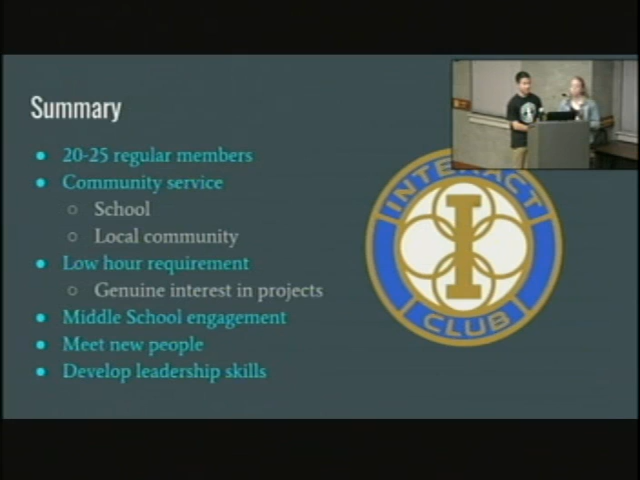 Summary
20-25 regular members
Community service
School
Local community
Low hour requirement
Genuine interest in projects
Middle School engagement
Meet new people
Develop leadership skills
INTERACT
I
CLUB